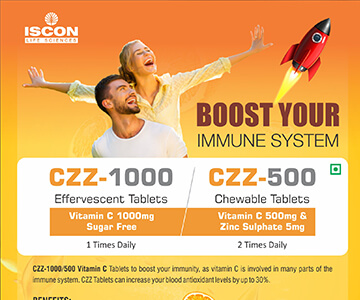 ISCON
LIFE SCIENCES
BOOST YOUR
IMMUNE SYSTEM
CZZ-1000
Effervescent Tablets
Vitamin C 1000mg
Sugar Free
1 Times Daily
CZZ-500
Chewable Tablets
Vitamin C 500mg &
Zinc Sulphate 5mg
2 Times Daily
CZZ-1000/500 Vitamin C Tablets to boost your immunity, as vitamin C is involved in many parts of the
immune system. CZZ Tablets can increase your blood antioxidant levels by up to 30%.
BENEFITS: